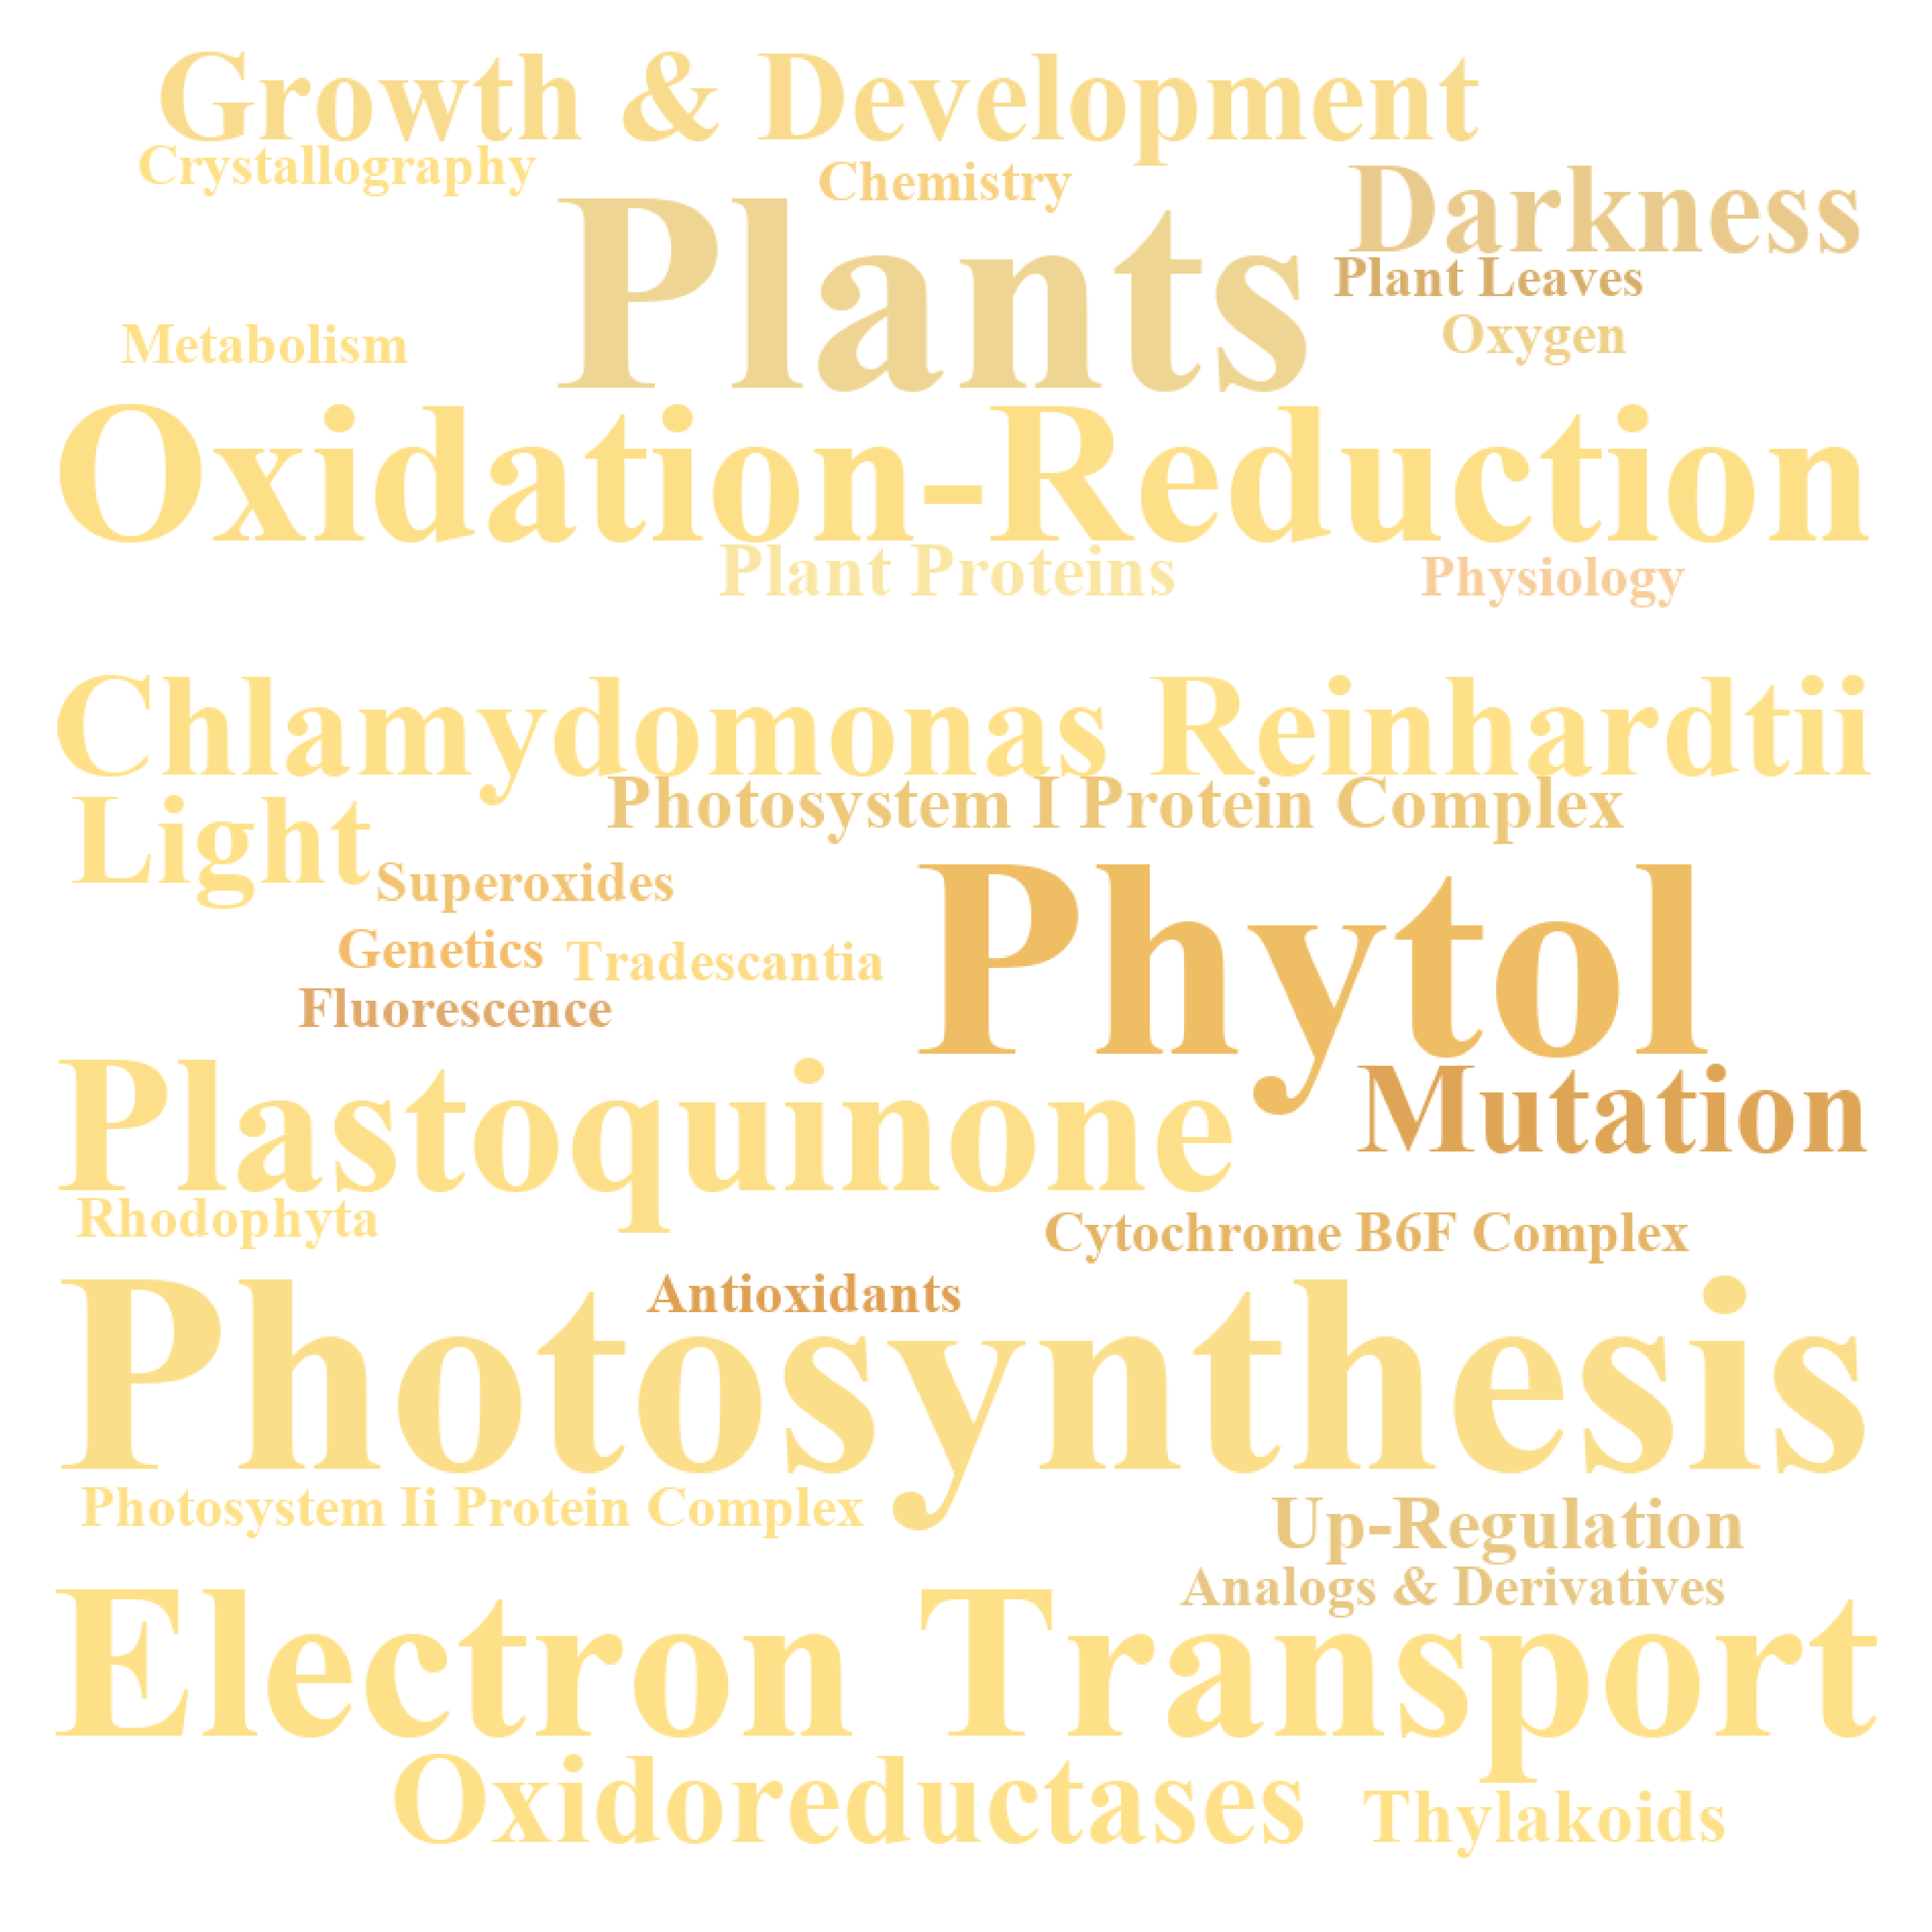 Growth & Development
Crystallography
Chemistry
Darkness
Plants
Plant Leaves
Oxygen
Metabolism
Oxidation-Reduction
Plant Proteins
Physiology
Chlamydomonas Reinhardtii
Photosystem I Protein Complex
Light
Superoxides
Phytol
Genetics
Tradescantia
Fluorescence
Plastoquinone
Mutation
Rhodophyta
Cytochrome B6F Complex
Antioxidants
Photosynthesis
Photosystem Ii Protein Complex
Up-Regulation
Analogs & Derivatives
Electron Transport
Oxidoreductases
Thylakoids